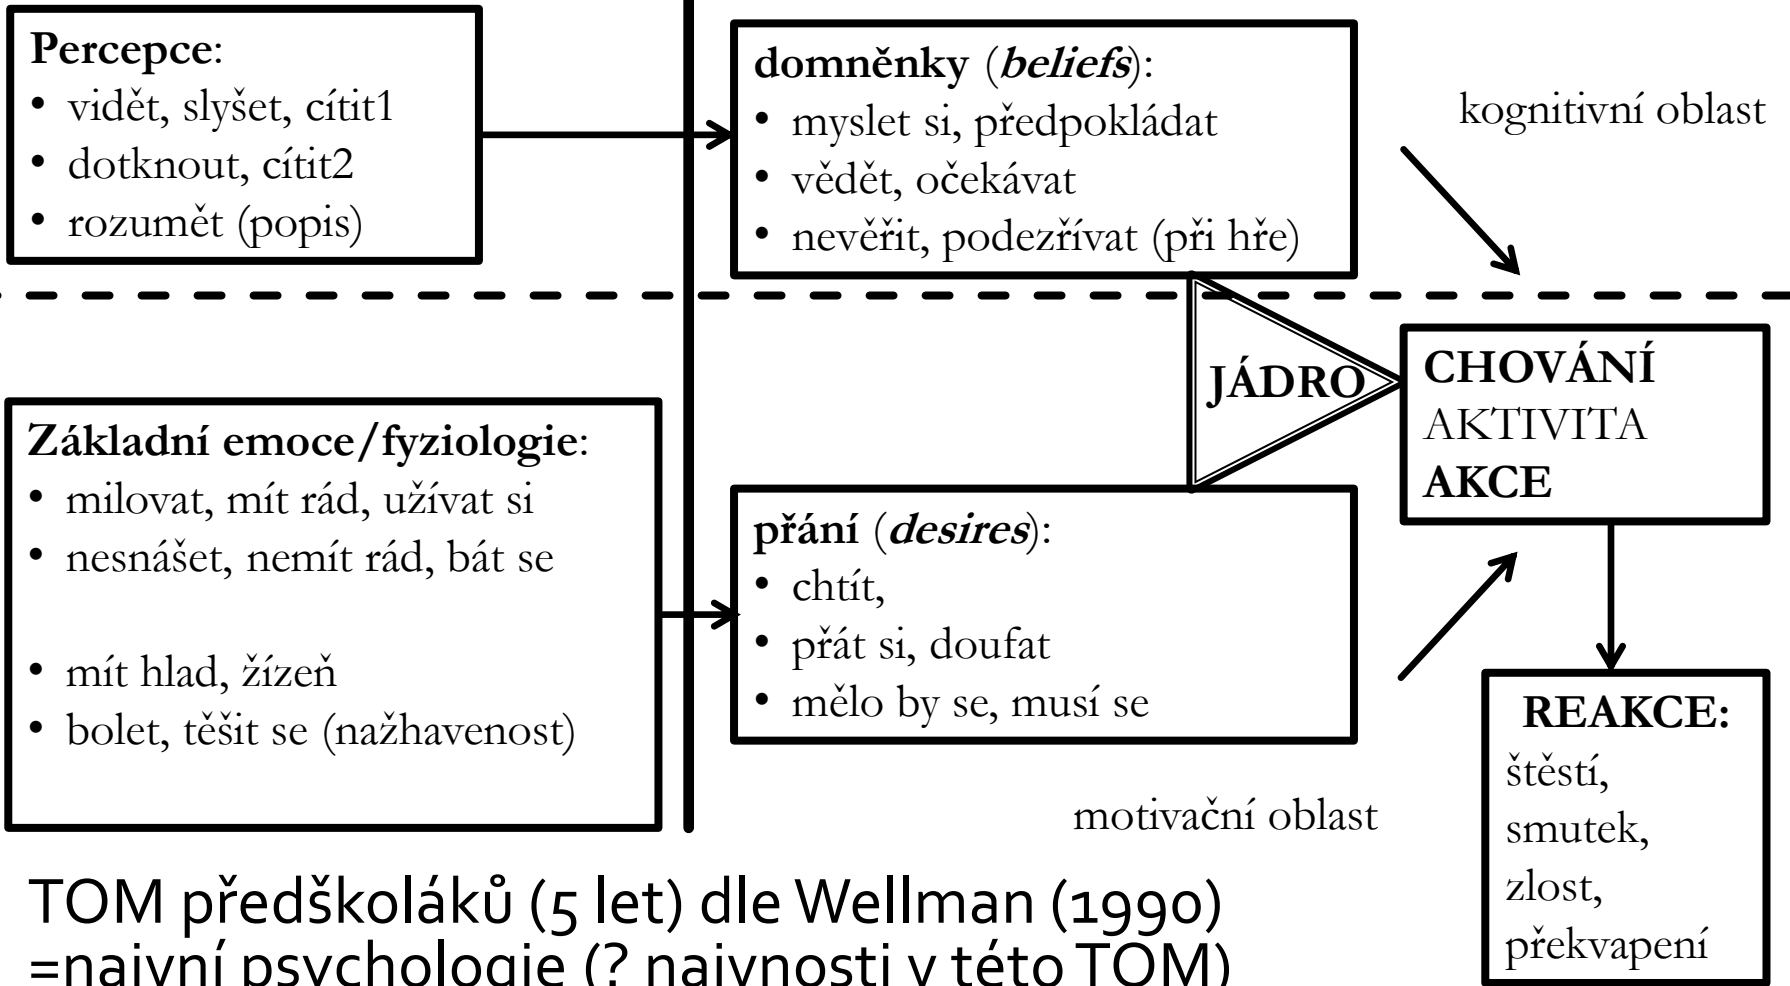 Percepce:
• vidět, slyšet, cítit1
• dotknout, cítit2
• rozumět (popis)
domněnky (beliefs):
• myslet si, předpokládat
• vědět, očekávat
• nevěřit, podezřívat (při hře)
kognitivní oblast
JÁDRO
CHOVÁNÍ
AKTIVITA
AKCE
Základní emoce/fyziologie:
• milovat, mít rád, užívat si
• nesnášet, nemít rád, bát se
• mít hlad, žízeň
• bolet, těšit se (nažhavenost)
přání (desires):
• chtít,
• přát si, doufat
• mělo by se, musí se
motivační oblast
REAKCE:
štěstí,
smutek,
zlost,
překvapení
TOM předškoláků (5 let) dle Wellman (1990)
=naivní psychologie (? naivnosti v této TOM)